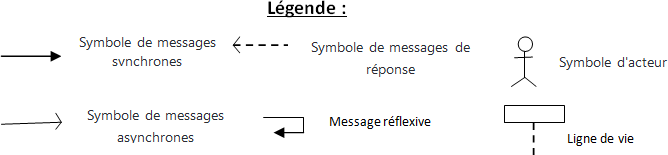 Légende :
Symbole de messages
synchrones
Symbole de messages de
réponse
Symbole d'acteur
Symbole de messages
asynchrones
Message réflexive
Ligne de vie